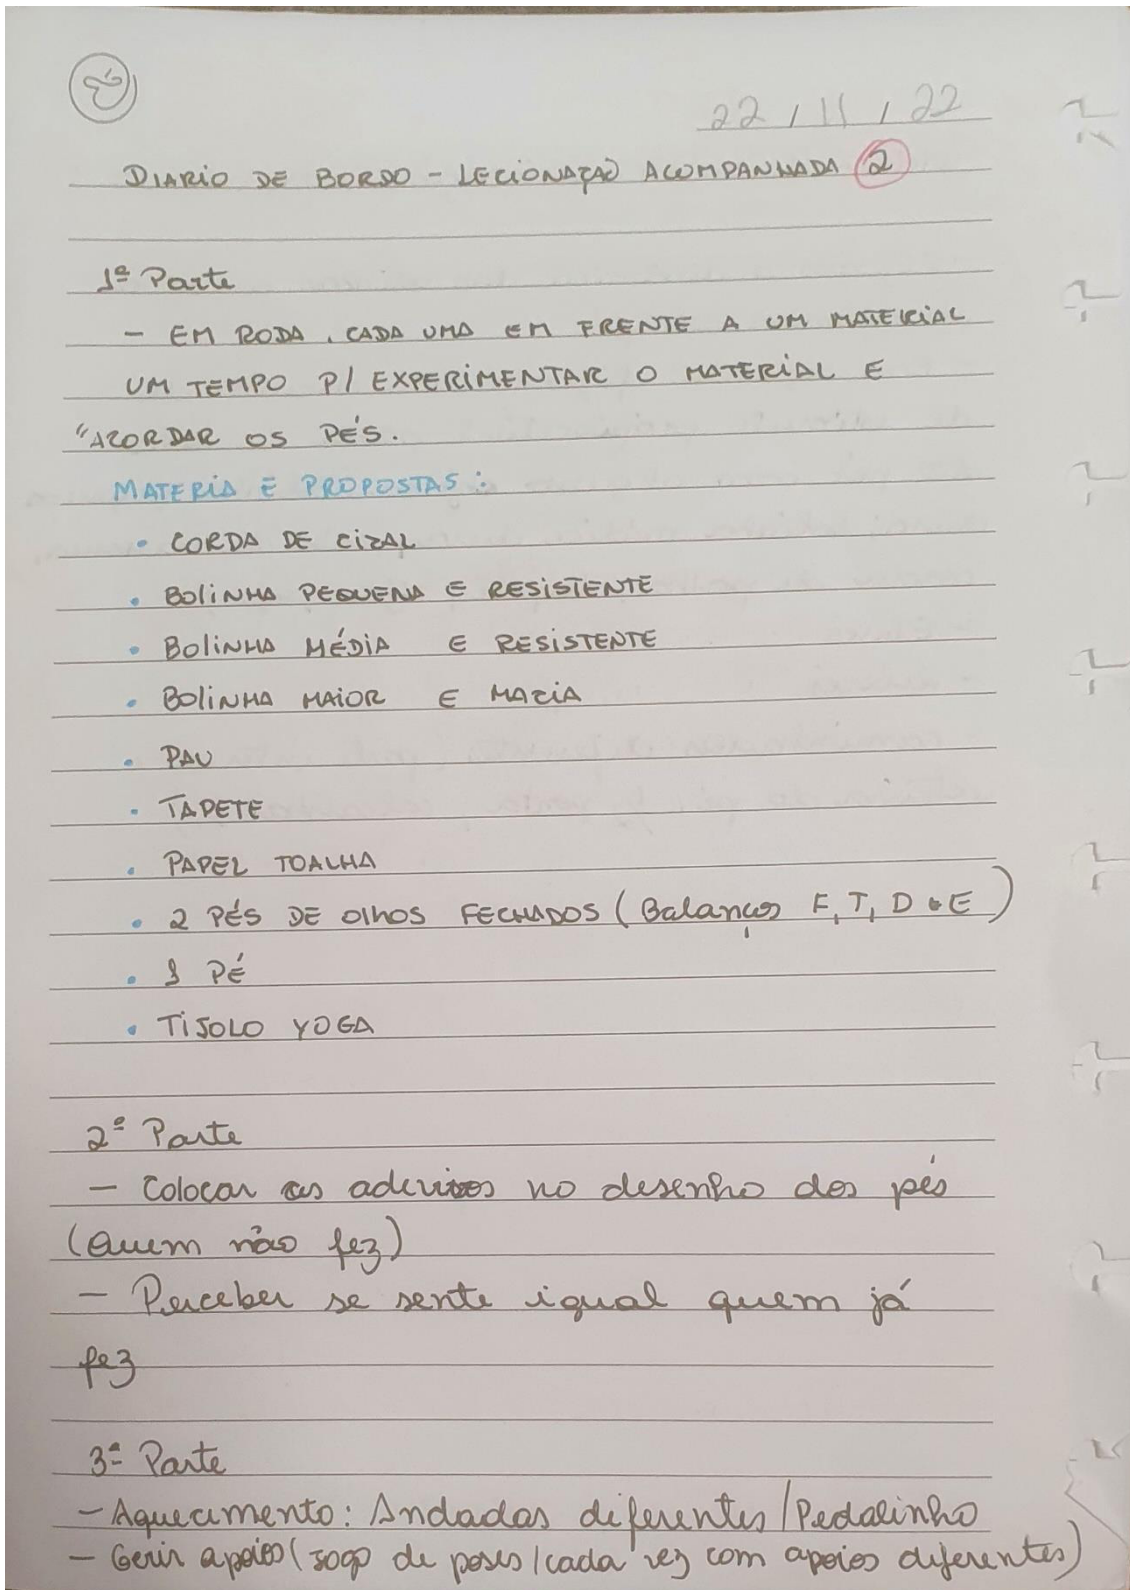 22 / 11 / 22
DIARIO DE BORDO - LECIONAÇÃO ACOMPANHADA 2
1ª Parte
- EM RODA, CADA UMA EM FRENTE A UM MATERIAL
UM TEMPO P/ EXPERIMENTAR O MATERIAL E
"ACORDAR OS PÉS.
MATERIA E PROPOSTAS:
• CORDA DE CIZAL
• BOLINHA PEQUENA E RESISTENTE
• BOLINHA MÉDIA E RESISTENTE
• BOLINHA MAIOR E MACIA
• PAU
• TAPETE
• PAPEL TOALHA
• 2 PÉS DE OLHOS FECHADOS (Balanços F, T, D e E)
• 1 PÉ
• TIJOLO YOGA
2ª Parte
- Colocar os adesivos no desenho dos pés
(Quem não fez)
- Perceber se sente igual quem já
fez
3ª Parte
- Aquecimento: Andadas diferentes / Pedalinho
- Gerir apoios (jogo de poses / cada vez com apoios diferentes)